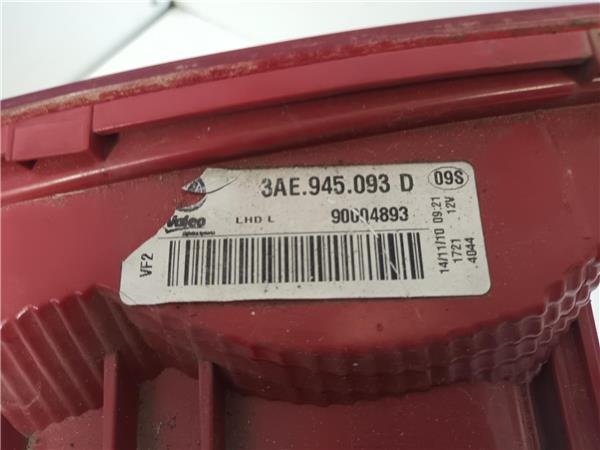 3AE.945.093 D 09S
Valeo LHD L 90004893
VF2
14/11/10 09:21
1721 12V
4044